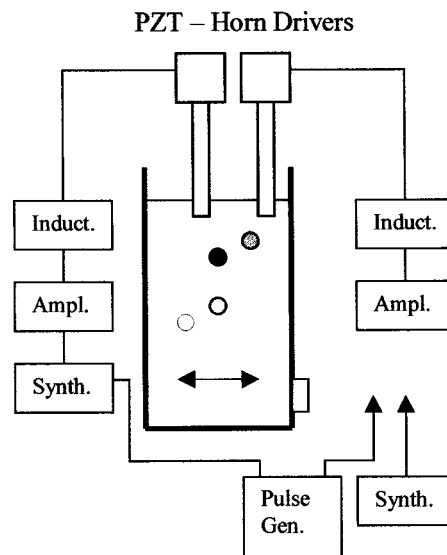 PZT – Horn Drivers
Induct.
Induct.
Ampl.
Ampl.
Synth.
Pulse
Gen.
Synth.